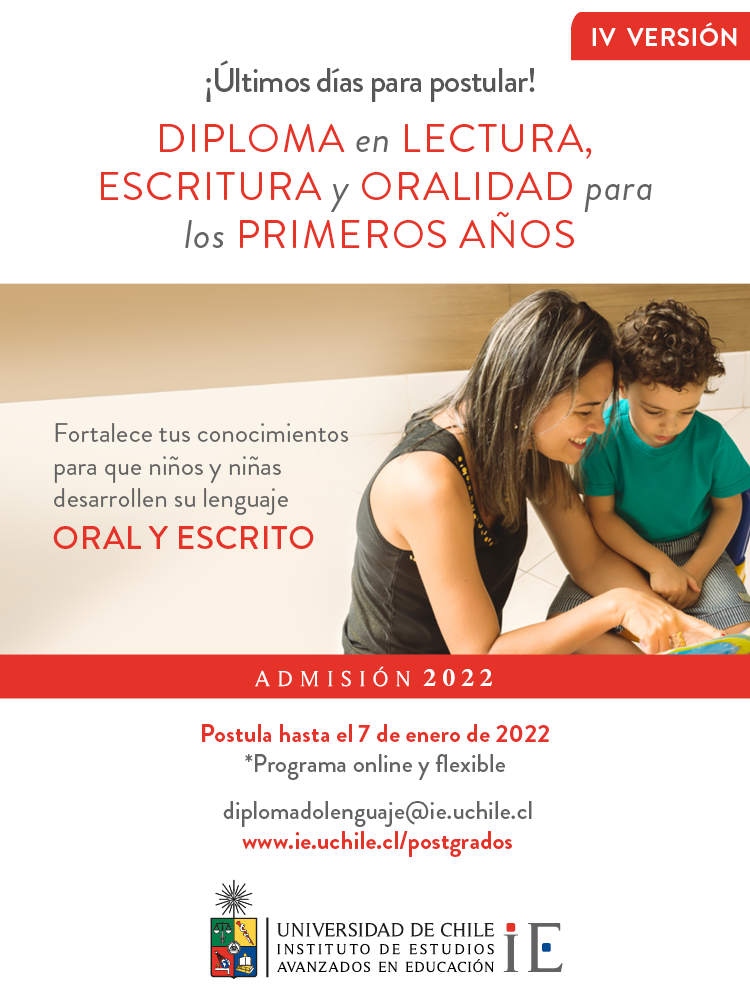 IV VERSIÓN
¡Últimos días para postular!
DIPLOMA en LECTURA,
ESCRITURA y ORALIDAD para
los PRIMEROS AÑOS
Fortalece tus conocimientos
para que niños y niñas
desarrollen su lenguaje
ORAL Y ESCRITO
ADMISIÓN 2022
Postula hasta el 7 de enero de 2022
*Programa online y flexible
diplomadolenguaje@ie.uchile.cl
www.ie.uchile.cl/postgrados
UNIVERSIDAD DE CHILE
INSTITUTO DE ESTUDIOS
AVANZADOS EN EDUCACIÓN
iE